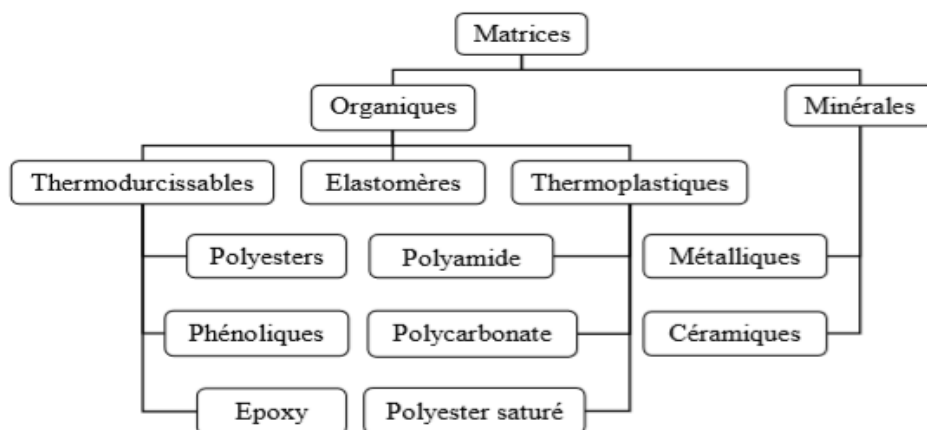 Matrices
Organiques
Minérales
Thermodurcissables
Elastomères
Thermoplastiques
Polyesters
Polyamide
Métalliques
Phénoliques
Polycarbonate
Céramiques
Epoxy
Polyester saturé